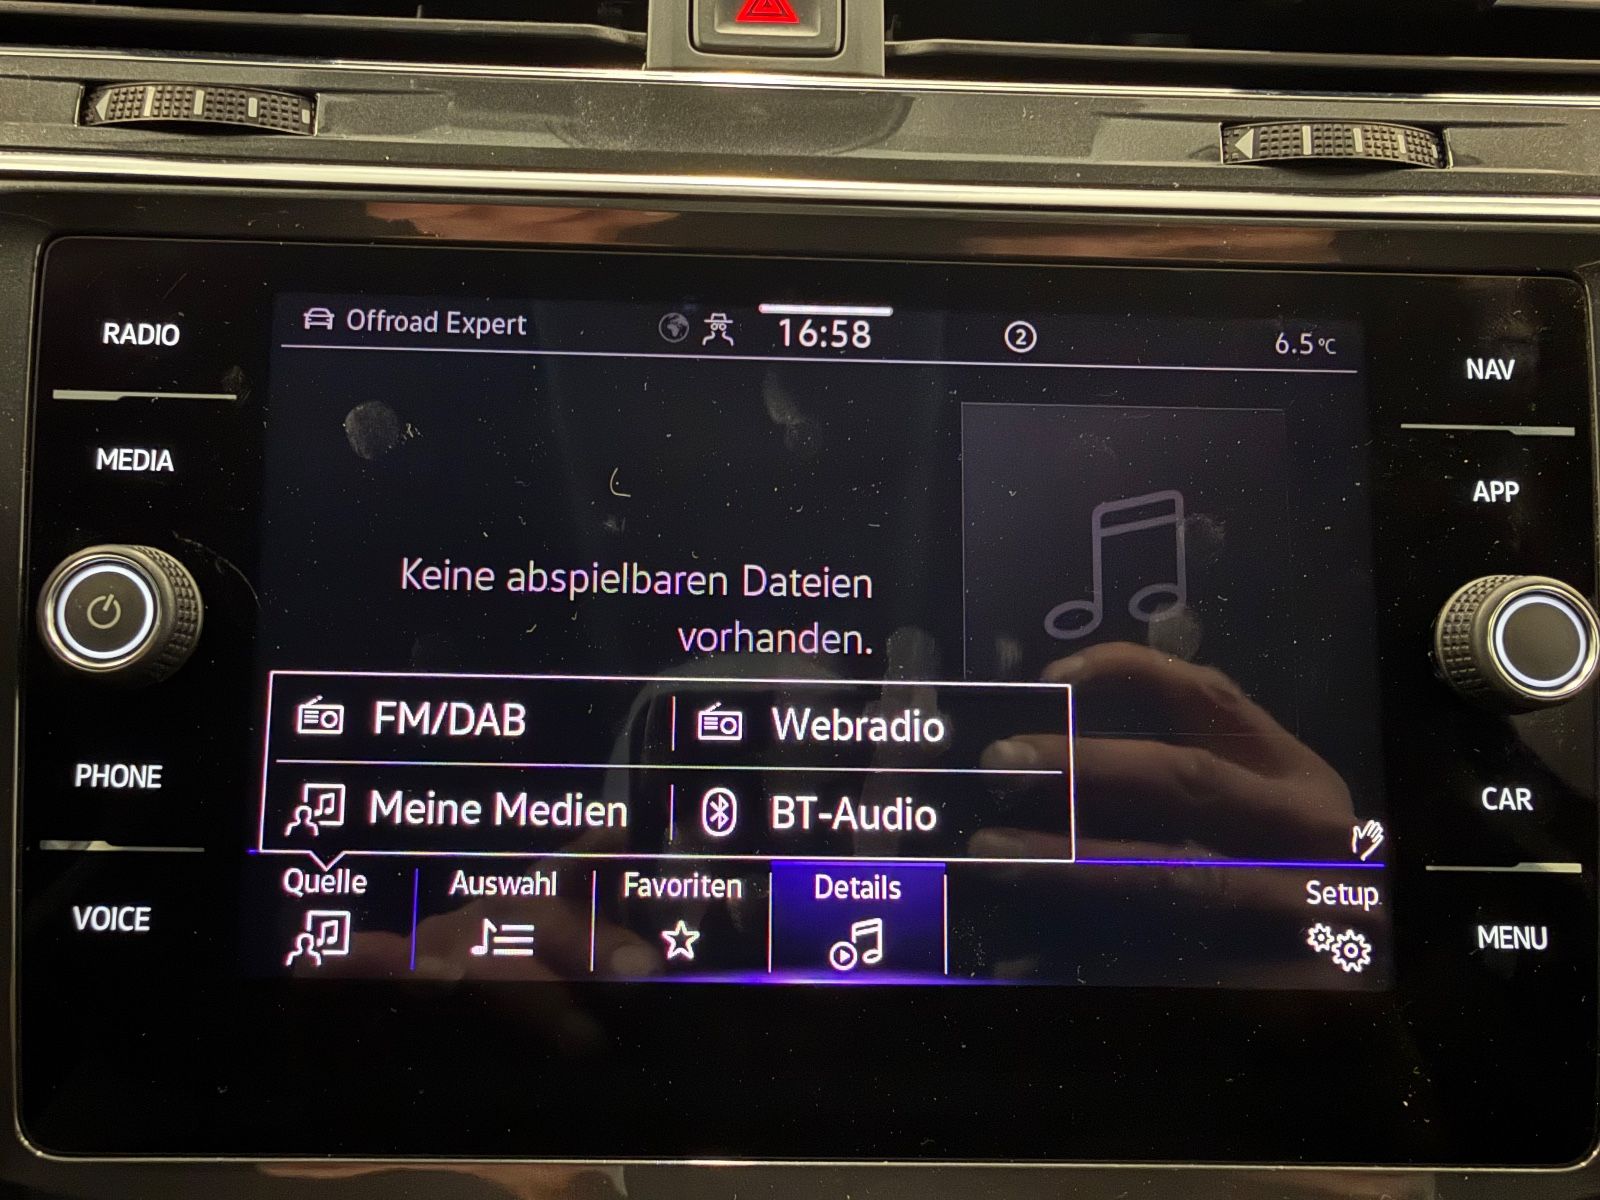 RADIO
MEDIA
PHONE
VOICE
Offroad Expert
16:58
2
6.5°C
Keine abspielbaren Dateien
vorhanden.
FM/DAB
Webradio
Meine Medien
BT-Audio
Quelle
Auswahl
Favoriten
Details
Setup
NAV
APP
CAR
MENU